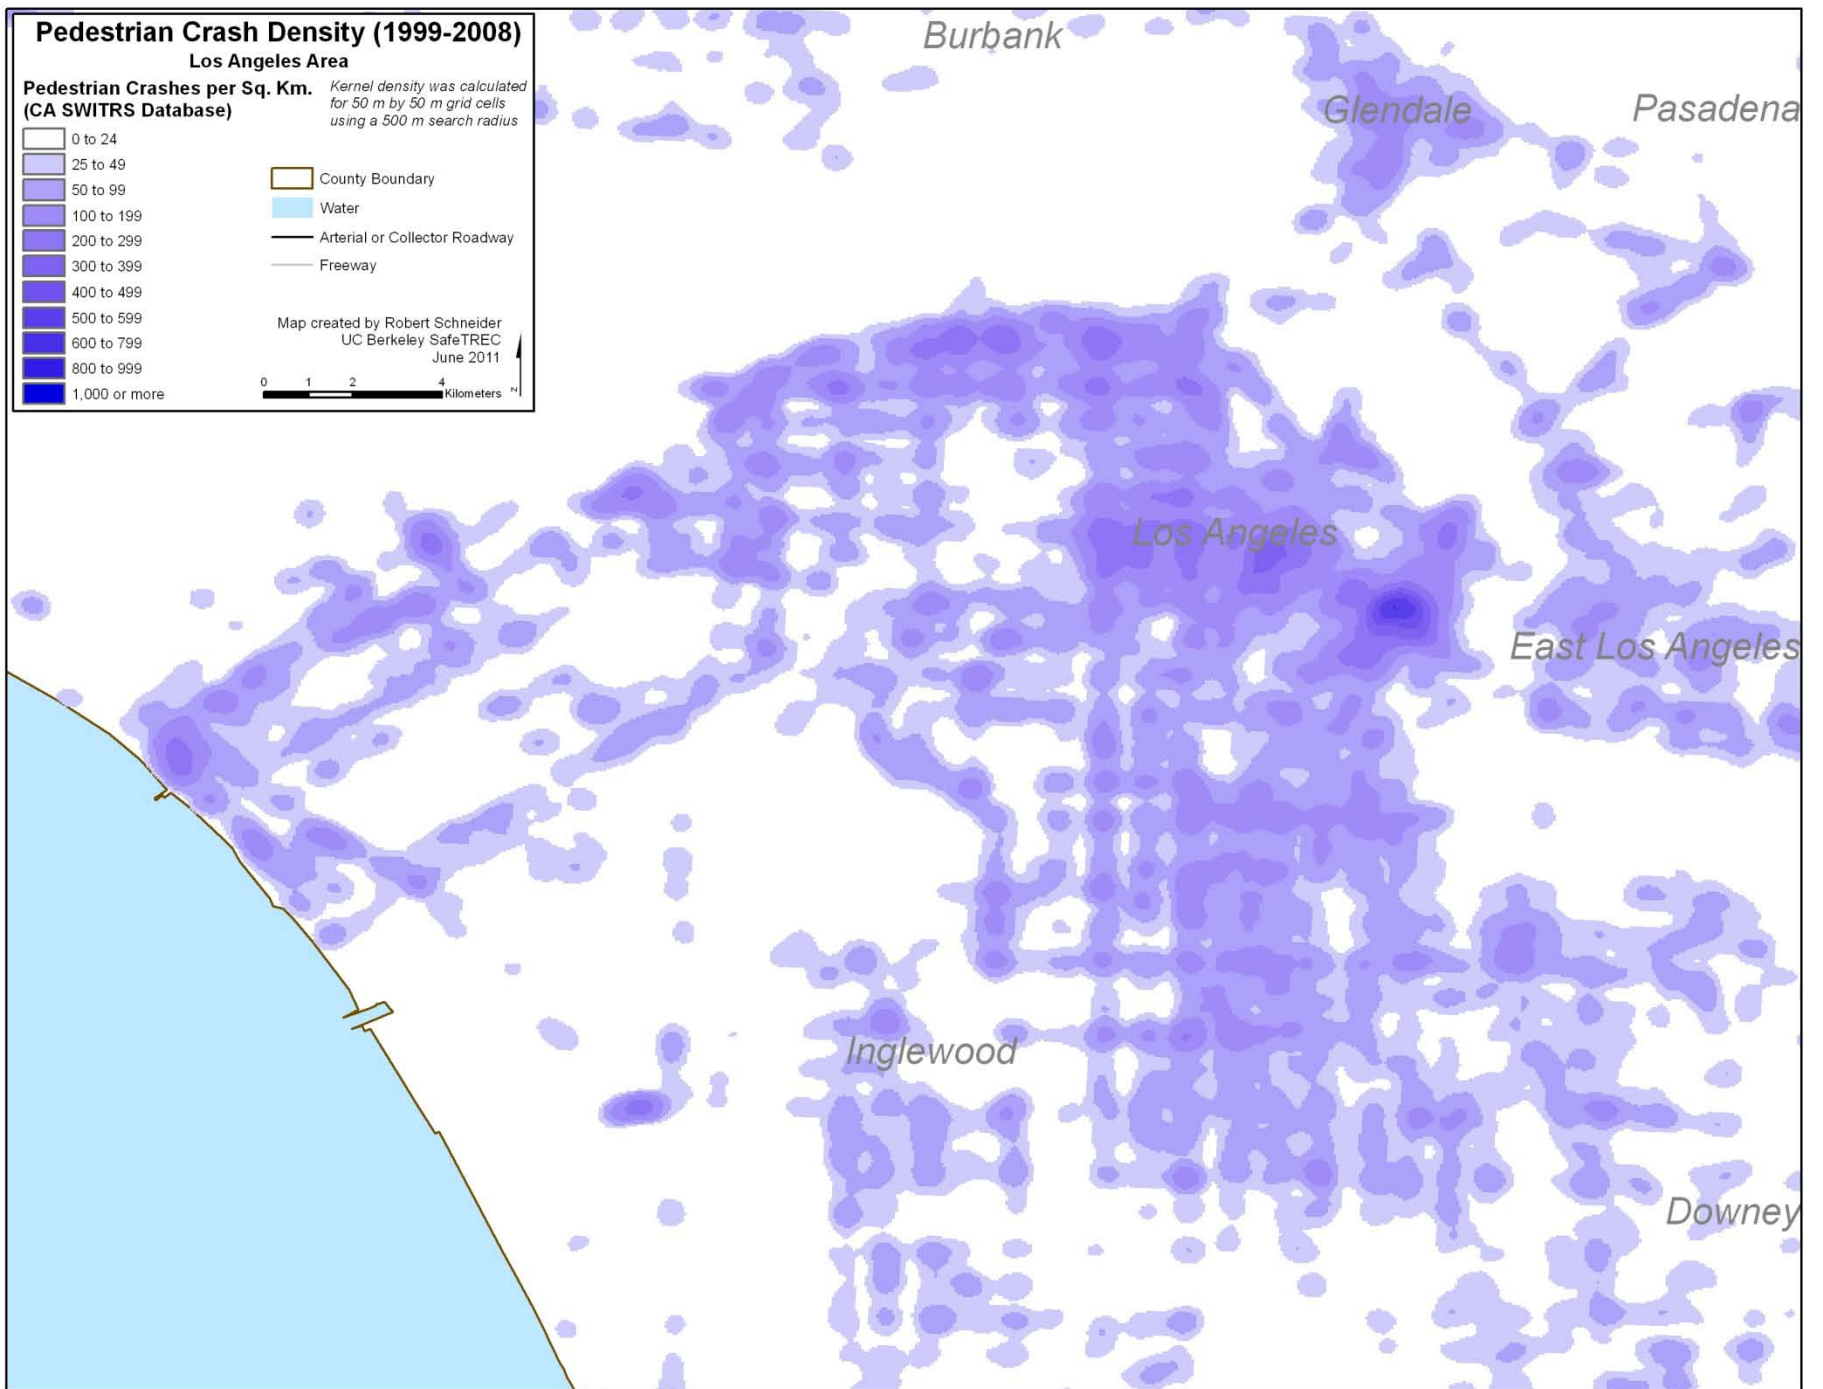 Pedestrian Crash Density (1999-2008)
Los Angeles Area
Pedestrian Crashes per Sq. Km.
(CA SWITRS Database)
Kernel density was calculated
for 50 m by 50 m grid cells
using a 500 m search radius
0 to 24
25 to 49
50 to 99
100 to 199
200 to 299
300 to 399
400 to 499
500 to 599
600 to 799
800 to 999
1,000 or more
County Boundary
Water
Arterial or Collector Roadway
Freeway
Map created by Robert Schneider
UC Berkeley SafeTREC
June 2011
0 1 2 4
Kilometers
N
Burbank
Glendale
Pasadena
Los Angeles
East Los Angeles
Inglewood
Downey